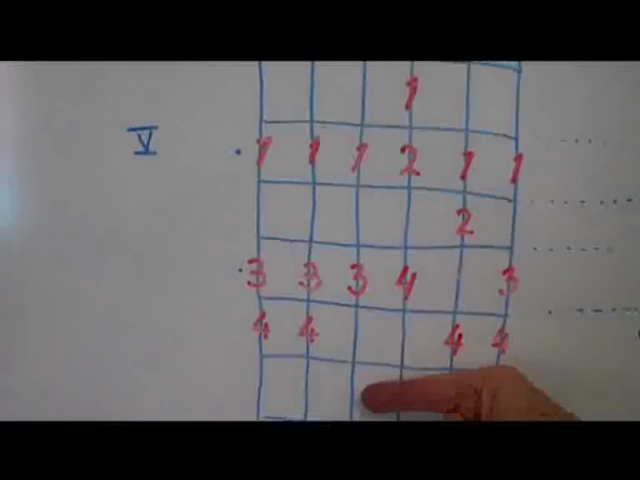 1
V . 1 1 1 2 1 1
2
. 3 3 3 4 3
4 4 4 4